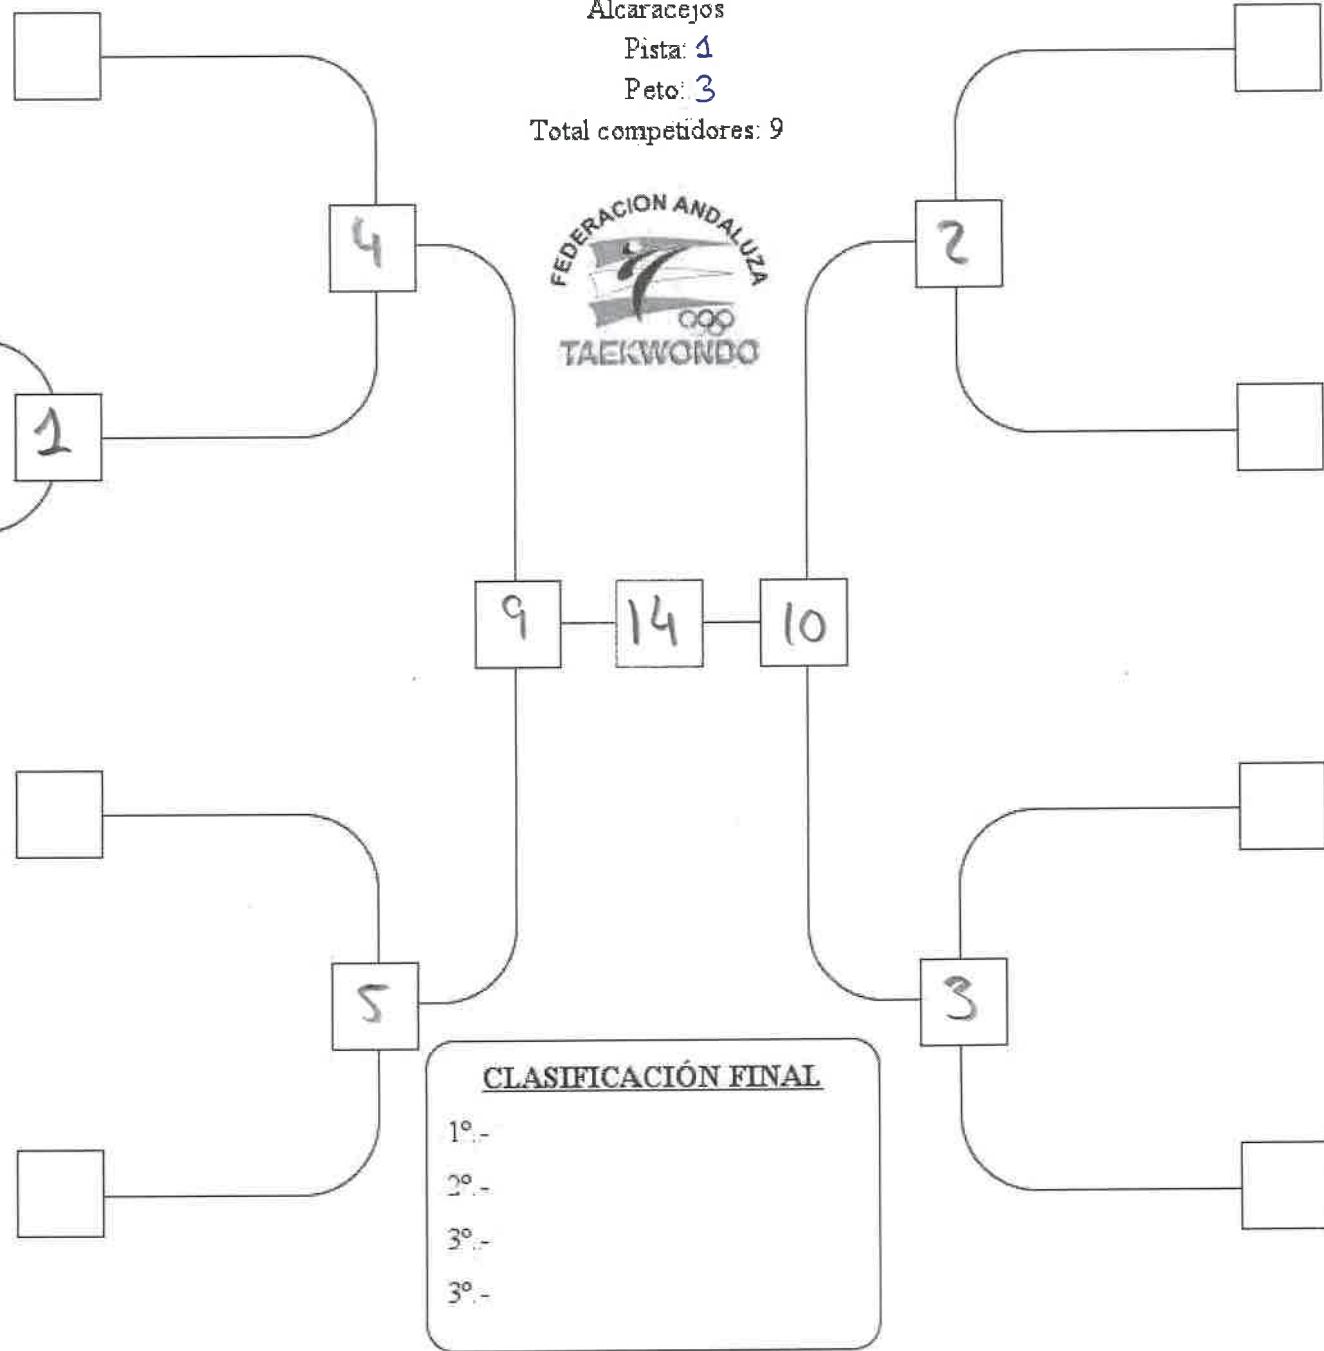 Alcaracejos
Pista: 1
Peto: 3
Total competidores: 9
FEDERACION ANDALUZA
TAEKWONDO
4
2
1
9
14
10
5
3
CLASIFICACIÓN FINAL
1º.-
2º.-
3º.-
3º.-